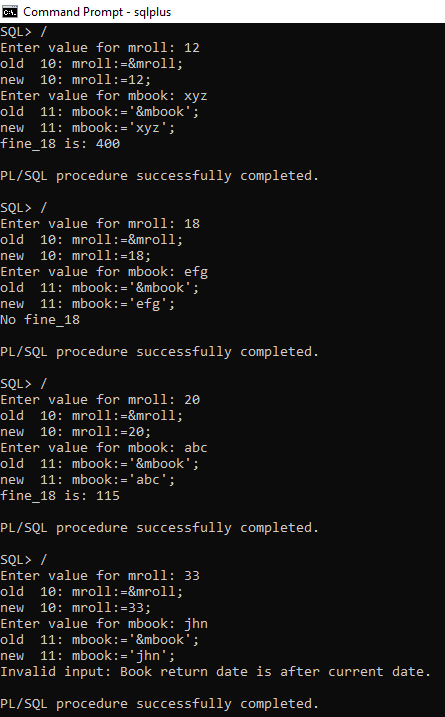 Command Prompt - sqlplus
SQL> /
Enter value for mroll: 12
old  10: mroll:=&mroll;
new  10: mroll:=12;
Enter value for mbook: xyz
old  11: mbook:='&mbook';
new  11: mbook:='xyz';
fine_18 is: 400

PL/SQL procedure successfully completed.

SQL> /
Enter value for mroll: 18
old  10: mroll:=&mroll;
new  10: mroll:=18;
Enter value for mbook: efg
old  11: mbook:='&mbook';
new  11: mbook:='efg';
No fine_18

PL/SQL procedure successfully completed.

SQL> /
Enter value for mroll: 20
old  10: mroll:=&mroll;
new  10: mroll:=20;
Enter value for mbook: abc
old  11: mbook:='&mbook';
new  11: mbook:='abc';
fine_18 is: 115

PL/SQL procedure successfully completed.

SQL> /
Enter value for mroll: 33
old  10: mroll:=&mroll;
new  10: mroll:=33;
Enter value for mbook: jhn
old  11: mbook:='&mbook';
new  11: mbook:='jhn';
Invalid input: Book return date is after current date.

PL/SQL procedure successfully completed.